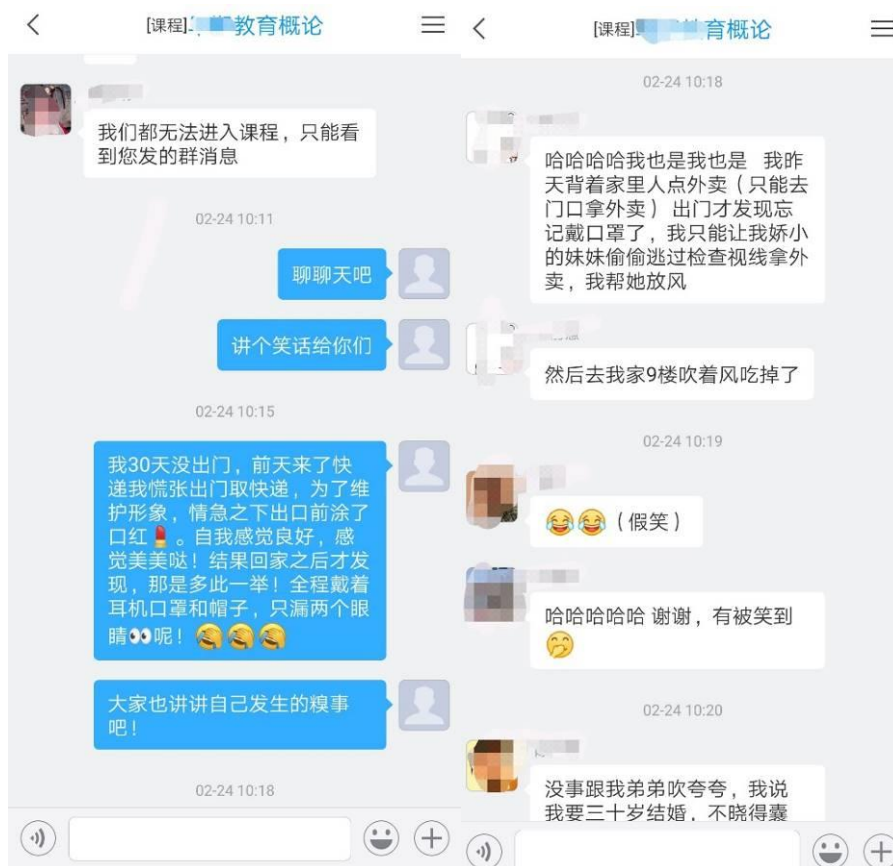 [课程]
教育概论
我们都无法进入课程，只能看
到您发的群消息
02-24 10:11
聊聊天吧
讲个笑话给你们
02-24 10:15
我30天没出门，前天来了快
递我慌张出门取快递，为了维
护形象，情急之下出口前涂了
口红💄。自我感觉良好，感
觉美美哒！结果回家之后才发
现，那是多此一举！全程戴着
耳机口罩和帽子，只漏两个眼
睛👀呢！🤣🤣🤣
大家也讲讲自己发生的糗事
吧！
02-24 10:18
[课程]
育概论
02-24 10:18
哈哈哈哈我也是我也是 我昨
天背着家里人点外卖（只能去
门口拿外卖）出门才发现忘
记戴口罩了，我只能让我娇小
的妹妹偷偷逃过检查视线拿外
卖，我帮她放风
然后去我家9楼吹着风吃掉了
02-24 10:19
😂😂（假笑）
哈哈哈哈哈 谢谢，有被笑到
🤭
02-24 10:20
没事跟我弟弟吹夸夸，我说
我要三十岁结婚，不晓得囊